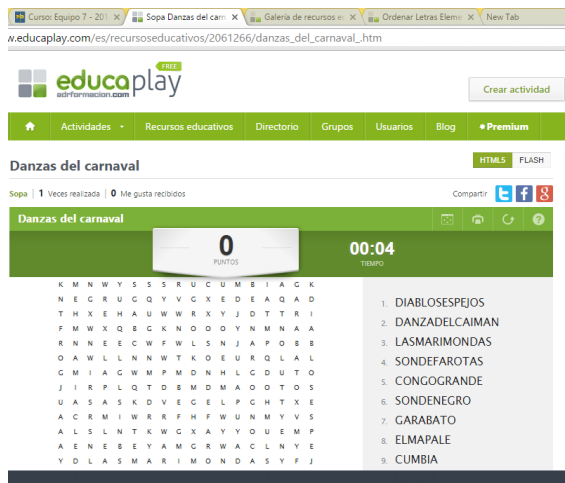 Curso: Equipo 7 - 201
Sopa Danzas del carn
Galería de recursos e
Ordenar Letras Eleme
New Tab
w.educaplay.com/es/recursoseducativos/2061266/danzas_del_carnaval_.htm
FREE
educaplay
adrformacion.com
Crear actividad
Actividades
Recursos educativos
Directorio
Grupos
Usuarios
Blog
Premium
Danzas del carnaval
HTML5 FLASH
Sopa | 1 Veces realizada | 0 Me gusta recibidos
Compartir
Danzas del carnaval
0
PUNTOS
00:04
TIEMPO
K M N W Y S S S R U C U M B I A G K
N E G R U G Q Y V G X E D E A Q A D
T H X E H A U W W R X Y J D T T R I
F M W X Q B G K N O O O Y N M N A A
R N N E E C W F W L S N J A P O B B
O A W L L N N W T K O E U R Q L A L
G M I A G W M P M D N H L G D U T O
J I R P L Q T D B M D M A O O T O S
U A S A S K D V E G E L P G H T X E
A C R M I W R R F H F W U N M Y V S
A L S L N T K W G X A Y Y O U E M P
A E N E B E Y A M G R W A C L N Y E
Y D L A S M A R I M O N D A S Y F J
1. DIABLOSESPEJOS
2. DANZADELCAIMAN
3. LASMARIMONDAS
4. SONDEFAROTAS
5. CONGOGRANDE
6. SONDENEGRO
7. GARABATO
8. ELMAPALE
9. CUMBIA